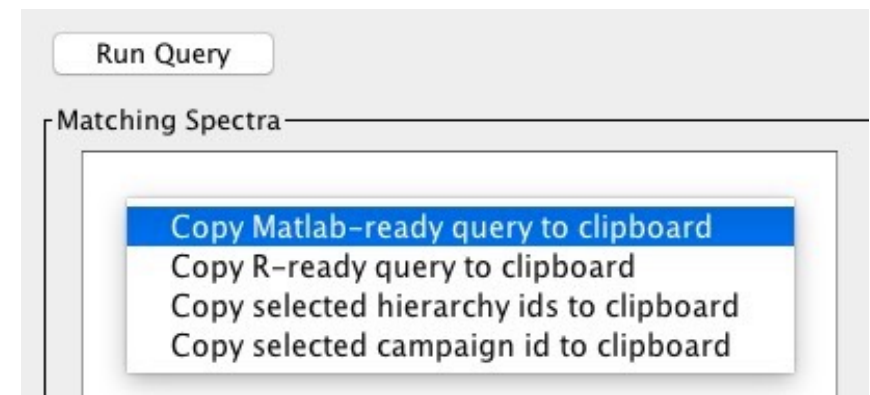 Run Query
Matching Spectra
Copy Matlab-ready query to clipboard
Copy R-ready query to clipboard
Copy selected hierarchy ids to clipboard
Copy selected campaign id to clipboard